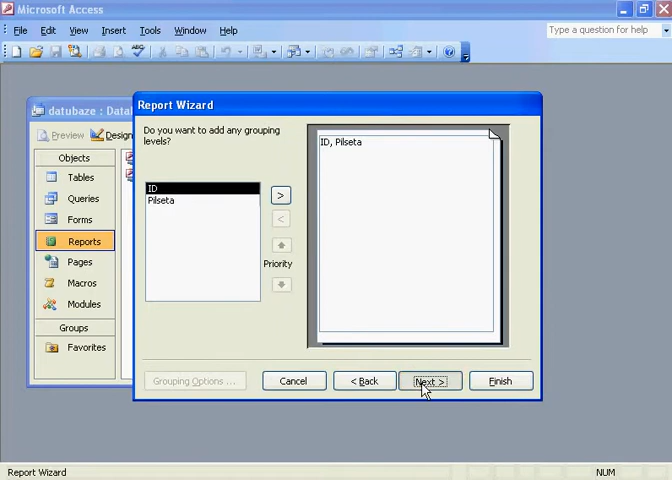 Microsoft Access
File Edit View Insert Tools Window Help
Type a question for help
datubaze : Datal
Report Wizard
Preview Design
Do you want to add any grouping
levels?
ID, Pilseta
Objects
Tables
Queries
Forms
Reports
Pages
Macros
Modules
Groups
Favorites
ID
Pilseta
>
<
Priority
Grouping Options ...
Cancel
< Back
Next >
Finish
Report Wizard
NUM